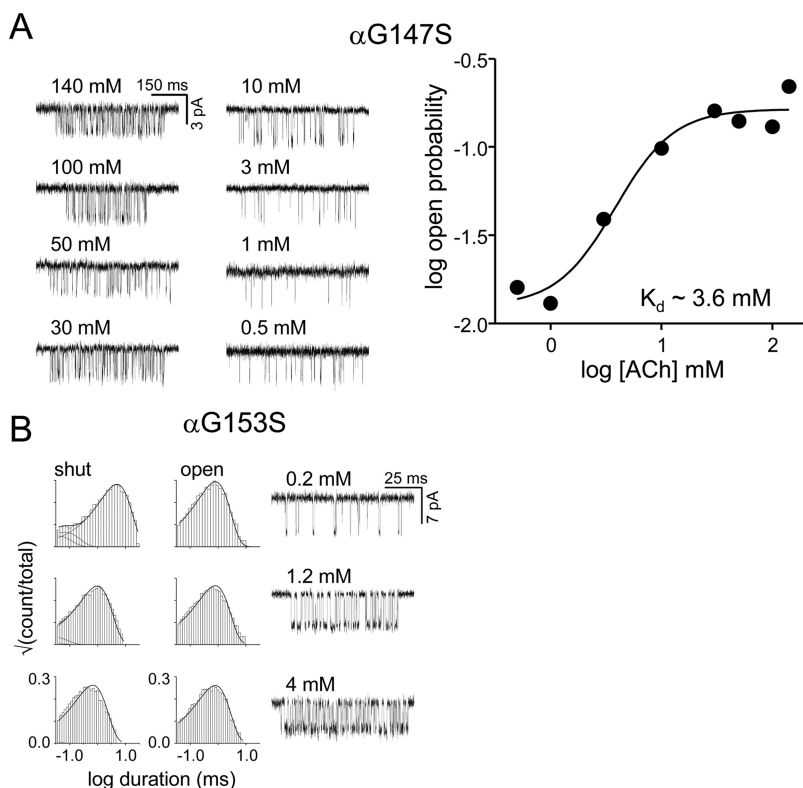 A
αG147S
140 mM
150 ms
3 pA
10 mM
100 mM
3 mM
50 mM
1 mM
30 mM
0.5 mM
log open probability
-0.5
-1.0
-1.5
-2.0
K_d ~ 3.6 mM
0 1 2
log [ACh] mM
B
αG153S
shut open
0.2 mM
25 ms
7 pA
√(count/total)
1.2 mM
4 mM
0.3 0.3
0.0 0.0
-1.0 1.0 -1.0 1.0
log duration (ms)